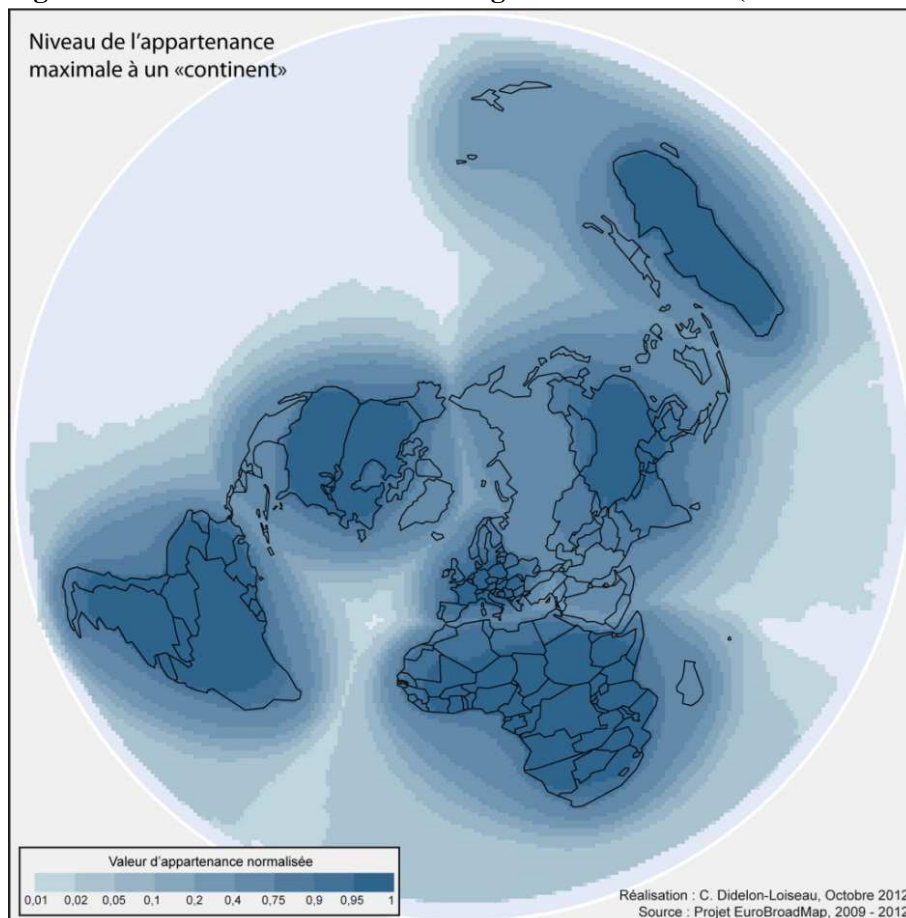 Niveau de l'appartenance
maximale à un «continent»
Valeur d'appartenance normalisée
0,01 0,02 0,05 0,1 0,2 0,4 0,75 0,9 0,95 1
Réalisation : C. Didelon-Loiseau, Octobre 2012
Source : Projet EuroBroadMap, 2009 - 2012